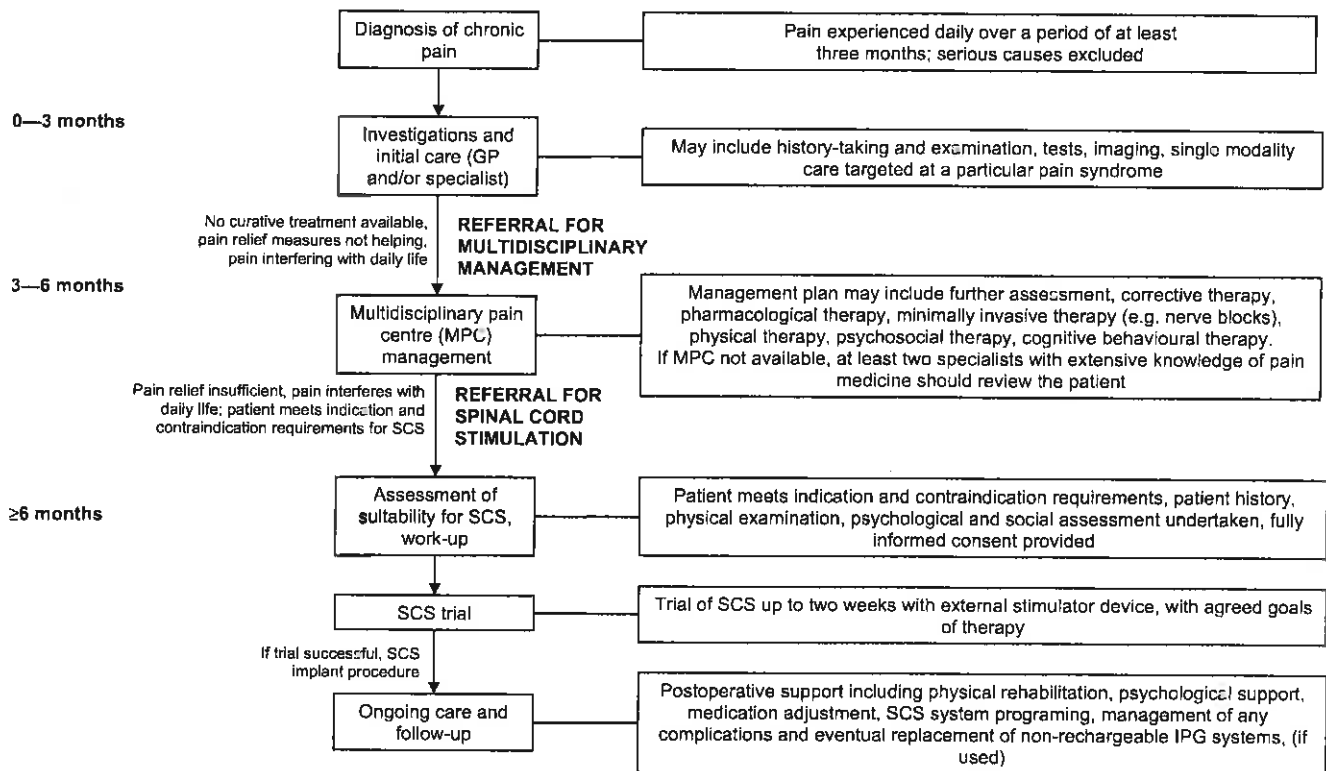 Diagnosis of chronic
pain
Pain experienced daily over a period of at least
three months; serious causes excluded
0—3 months
Investigations and
initial care (GP
and/or specialist)
May include history-taking and examination, tests, imaging, single modality
care targeted at a particular pain syndrome
No curative treatment available,
pain relief measures not helping,
pain interfering with daily life
REFERRAL FOR
MULTIDISCIPLINARY
MANAGEMENT
3—6 months
Multidisciplinary pain
centre (MPC)
management
Management plan may include further assessment, corrective therapy,
pharmacological therapy, minimally invasive therapy (e.g. nerve blocks),
physical therapy, psychosocial therapy, cognitive behavioural therapy.
If MPC not available, at least two specialists with extensive knowledge of pain
medicine should review the patient
Pain relief insufficient, pain interferes with
daily life; patient meets indication and
contraindication requirements for SCS
REFERRAL FOR
SPINAL CORD
STIMULATION
≥6 months
Assessment of
suitability for SCS,
work-up
Patient meets indication and contraindication requirements, patient history,
physical examination, psychological and social assessment undertaken, fully
informed consent provided
SCS trial
Trial of SCS up to two weeks with external stimulator device, with agreed goals
of therapy
If trial successful, SCS
implant procedure
Ongoing care and
follow-up
Postoperative support including physical rehabilitation, psychological support,
medication adjustment, SCS system programing, management of any
complications and eventual replacement of non-rechargeable IPG systems, (if
used)